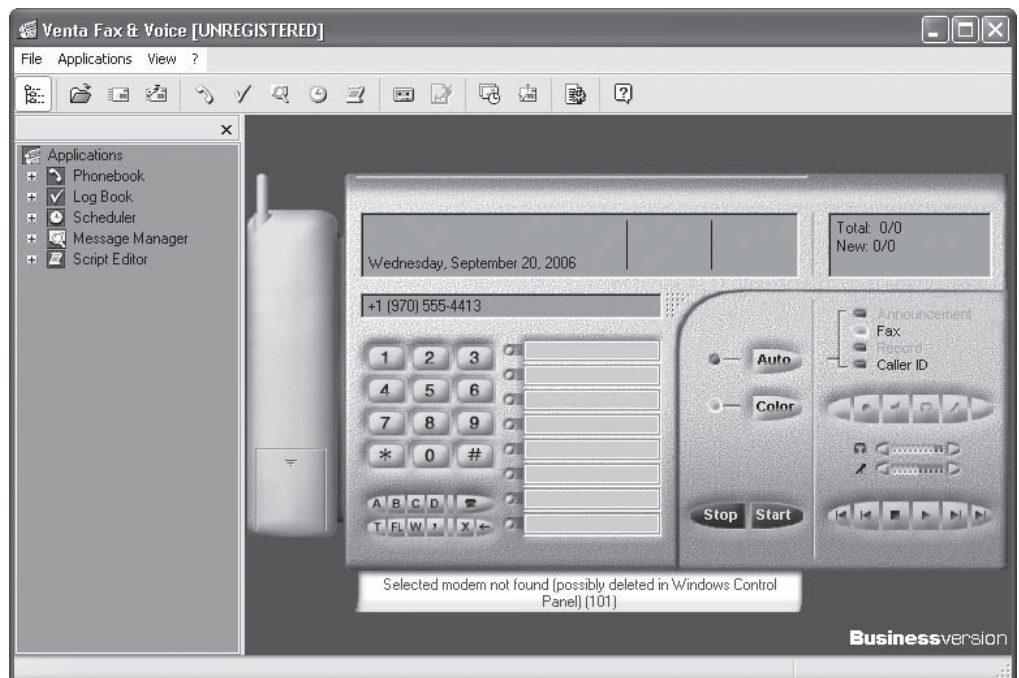 Venta Fax & Voice [UNREGISTERED]
File Applications View ?
Applications
Phonebook
Log Book
Scheduler
Message Manager
Script Editor
Wednesday, September 20, 2006
Total: 0/0
New: 0/0
+1 (970) 555-4413
1 2 3
4 5 6
7 8 9
* 0 #
A B C D
T FL W , X ←
Auto
Color
Stop Start
Announcement
Fax
Record
Caller ID
Selected modem not found (possibly deleted in Windows Control
Panel) (101)
Businessversion